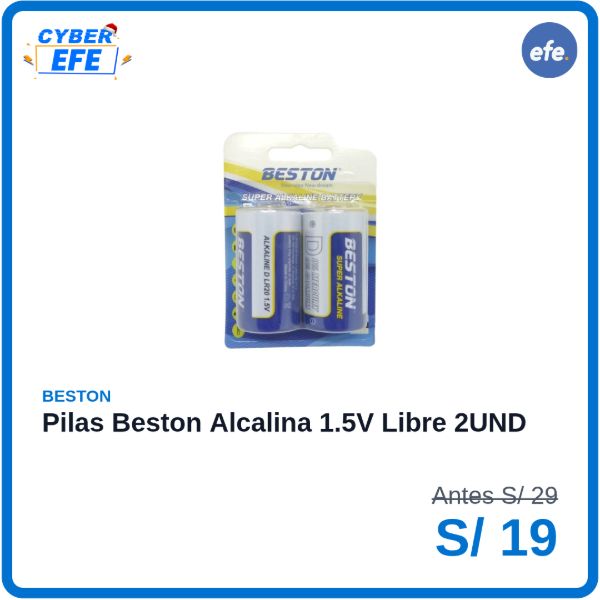 CYBER
EFE
efe.
BESTON
SUPER ALKALINE BATTERY
ALKALINE D LR20 1.5V
BESTON
D
BESTON
SUPER ALKALINE
BESTON
Pilas Beston Alcalina 1.5V Libre 2UND
Antes S/ 29
S/ 19